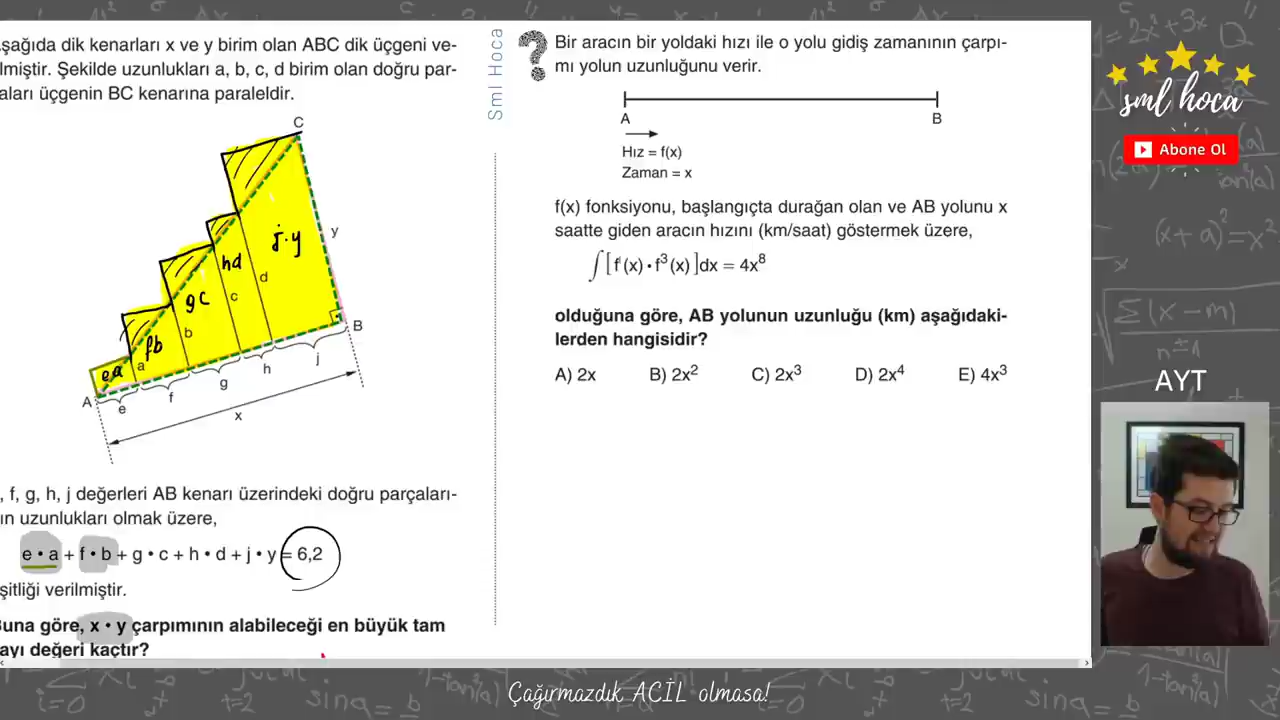 şağıda dik kenarları x ve y birim olan ABC dik üçgeni ve-
lmiştir. Şekilde uzunlukları a, b, c, d birim olan doğru par-
aları üçgenin BC kenarına paraleldir.
C
y
j.y
hd
d
gc
c
b
fb
B
ea
a
j
h
A
g
f
e
x
, f, g, h, j değerleri AB kenarı üzerindeki doğru parçaları-
ın uzunlukları olmak üzere,
e • a + f • b + g • c + h • d + j • y = 6,2
şitliği verilmiştir.
Buna göre, x • y çarpımının alabileceği en büyük tam
ayı değeri kaçtır?
Sml Hoca
?
Bir aracın bir yoldaki hızı ile o yolu gidiş zamanının çarpı-
mı yolun uzunluğunu verir.
A B
Hız = f(x)
Zaman = x
f(x) fonksiyonu, başlangıçta durağan olan ve AB yolunu x
saatte giden aracın hızını (km/saat) göstermek üzere,
∫[f'(x) • f³(x)]dx = 4x⁸
olduğuna göre, AB yolunun uzunluğu (km) aşağıdaki-
lerden hangisidir?
A) 2x B) 2x² C) 2x³ D) 2x⁴ E) 4x³
sml hoca
Abone Ol
AYT
Çağırmazdık ACİL olmasa!